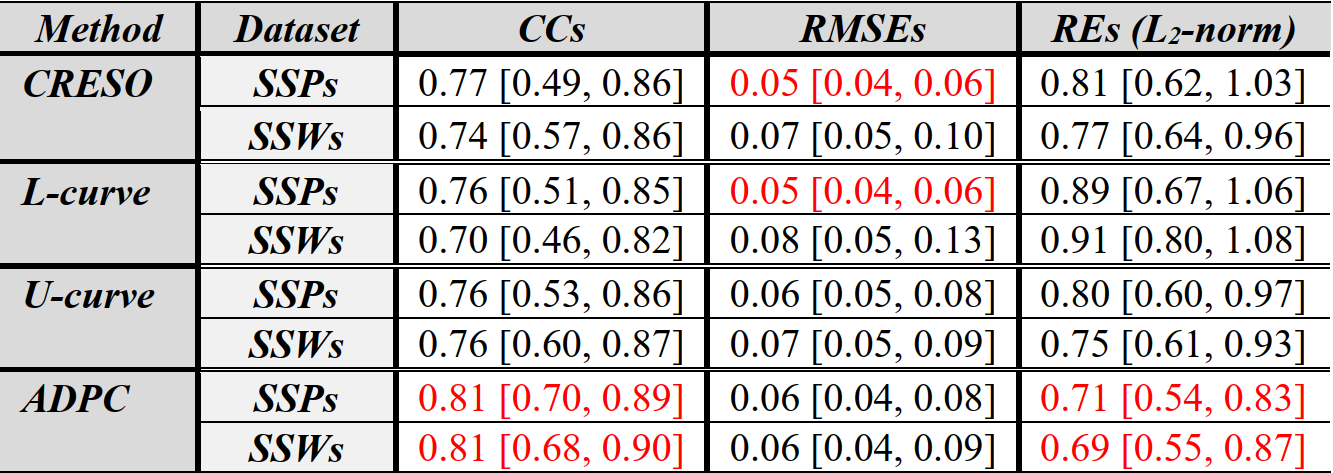 Method Dataset CCs RMSEs REs (L2-norm)
CRESO SSPs 0.77 [0.49, 0.86] 0.05 [0.04, 0.06] 0.81 [0.62, 1.03]
SSWs 0.74 [0.57, 0.86] 0.07 [0.05, 0.10] 0.77 [0.64, 0.96]
L-curve SSPs 0.76 [0.51, 0.85] 0.05 [0.04, 0.06] 0.89 [0.67, 1.06]
SSWs 0.70 [0.46, 0.82] 0.08 [0.05, 0.13] 0.91 [0.80, 1.08]
U-curve SSPs 0.76 [0.53, 0.86] 0.06 [0.05, 0.08] 0.80 [0.60, 0.97]
SSWs 0.76 [0.60, 0.87] 0.07 [0.05, 0.09] 0.75 [0.61, 0.93]
ADPC SSPs 0.81 [0.70, 0.89] 0.06 [0.04, 0.08] 0.71 [0.54, 0.83]
SSWs 0.81 [0.68, 0.90] 0.06 [0.04, 0.09] 0.69 [0.55, 0.87]